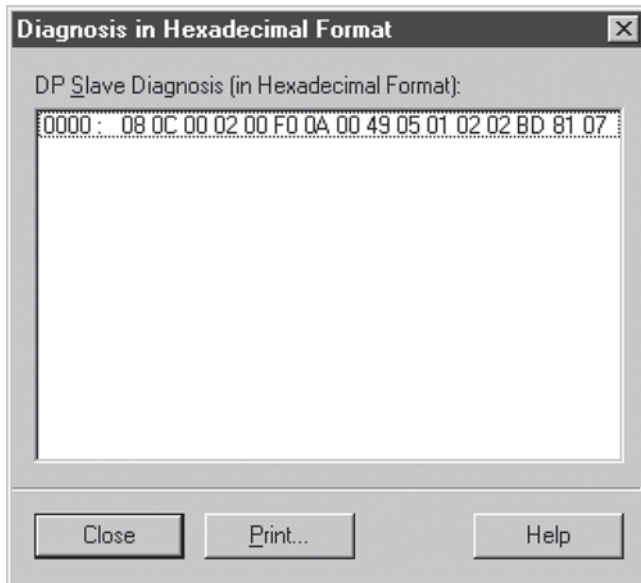 Diagnosis in Hexadecimal Format
DP Slave Diagnosis (in Hexadecimal Format):
0000 : 08 0C 00 02 00 F0 0A 00 49 05 01 02 02 BD 81 07
Close Print... Help